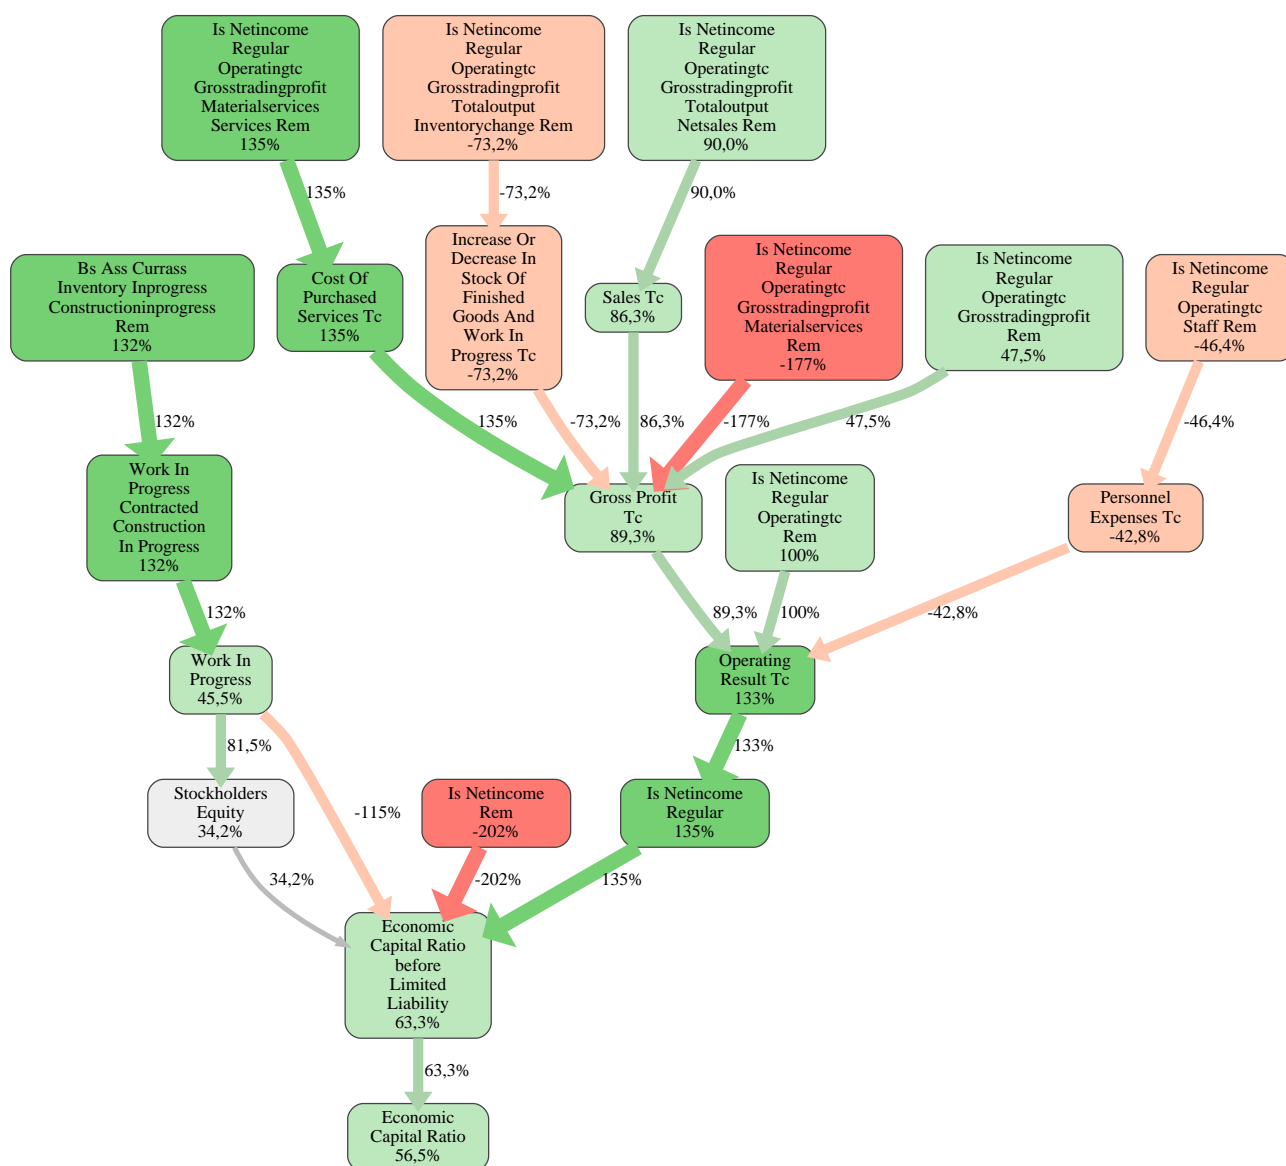 Is Netincome
Regular
Operatingtc
Grosstradingprofit
Materialservices
Services Rem
135%
Is Netincome
Regular
Operatingtc
Grosstradingprofit
Totaloutput
Inventorychange Rem
-73,2%
Is Netincome
Regular
Operatingtc
Grosstradingprofit
Totaloutput
Netsales Rem
90,0%
135%
-73,2%
90,0%
Bs Ass Currass
Inventory Inprogress
Constructioninprogress
Rem
132%
Cost Of
Purchased
Services Tc
135%
Increase Or
Decrease In
Stock Of
Finished
Goods And
Work In
Progress Tc
-73,2%
Sales Tc
86,3%
Is Netincome
Regular
Operatingtc
Grosstradingprofit
Materialservices
Rem
-177%
Is Netincome
Regular
Operatingtc
Grosstradingprofit
Rem
47,5%
Is Netincome
Regular
Operatingtc
Staff Rem
-46,4%
132%
135%
-73,2%
86,3%
-177%
47,5%
-46,4%
Work In
Progress
Contracted
Construction
In Progress
132%
Gross Profit
Tc
89,3%
Is Netincome
Regular
Operatingtc
Rem
100%
Personnel
Expenses Tc
-42,8%
132%
89,3%
100%
-42,8%
Work In
Progress
45,5%
Operating
Result Tc
133%
81,5%
-115%
133%
Stockholders
Equity
34,2%
Is Netincome
Rem
-202%
Is Netincome
Regular
135%
34,2%
-202%
135%
Economic
Capital Ratio
before
Limited
Liability
63,3%
63,3%
Economic
Capital Ratio
56,5%